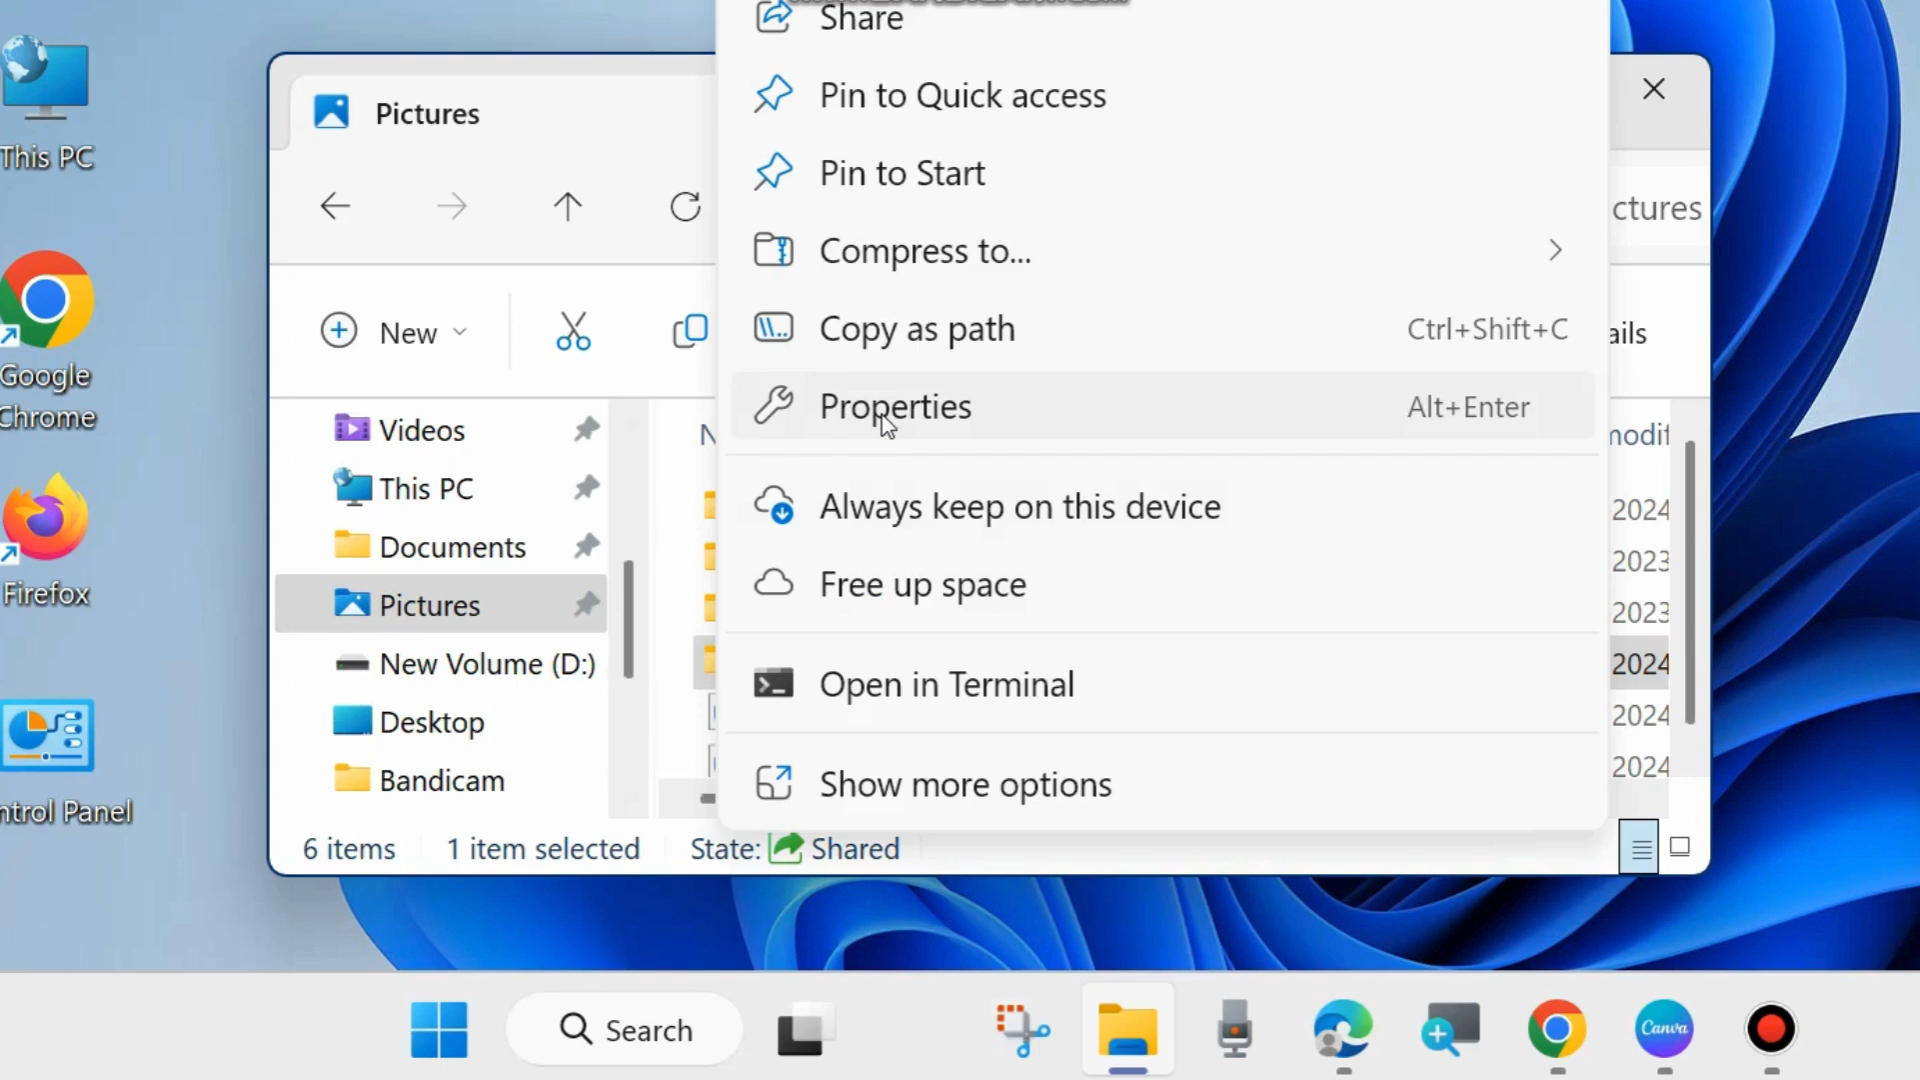 Share
Pin to Quick access
Pin to Start
Compress to...
Copy as path Ctrl+Shift+C
Properties Alt+Enter
Always keep on this device
Free up space
Open in Terminal
Show more options
Pictures
ctures
New
ails
Videos
This PC
Documents
Pictures
New Volume (D:)
Desktop
Bandicam
N
modif
2024
2023
2023
2024
2024
2024
6 items 1 item selected State: Shared
This PC
Google
Chrome
Firefox
ntrol Panel
Search
Canva